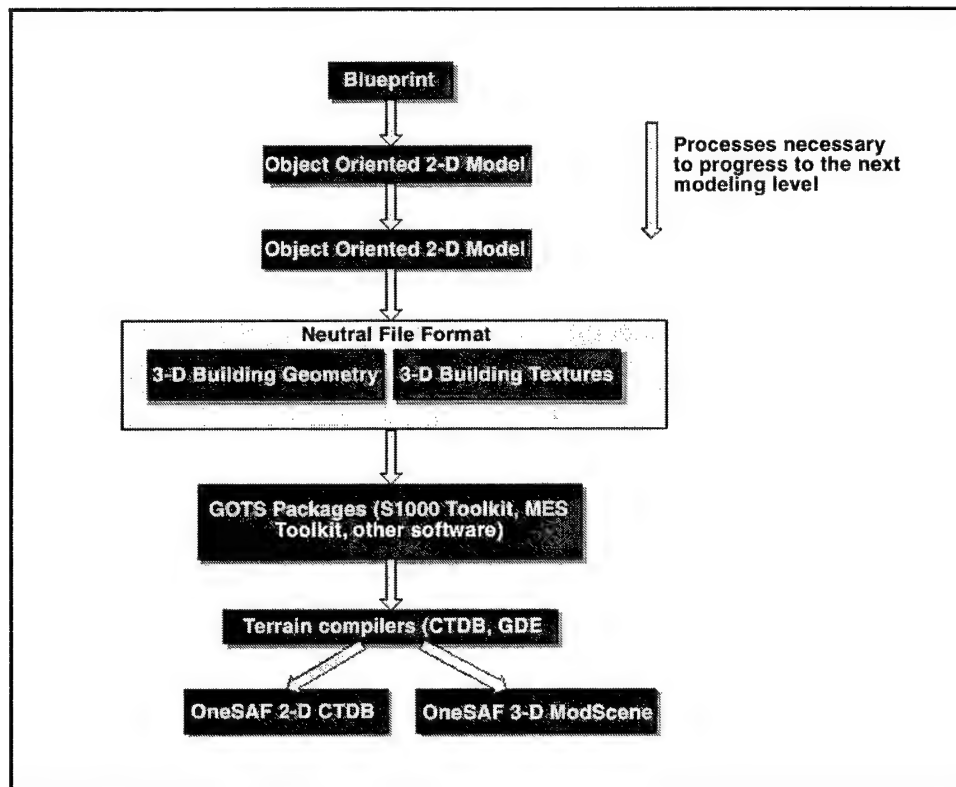 Blueprint
Object Oriented 2-D Model
Processes necessary
to progress to the next
modeling level
Object Oriented 2-D Model
Neutral File Format
3-D Building Geometry
3-D Building Textures
GOTS Packages (S1000 Toolkit, MES
Toolkit, other software)
Terrain compilers (CTDB, GDE
OneSAF 2-D CTDB
OneSAF 3-D ModScene